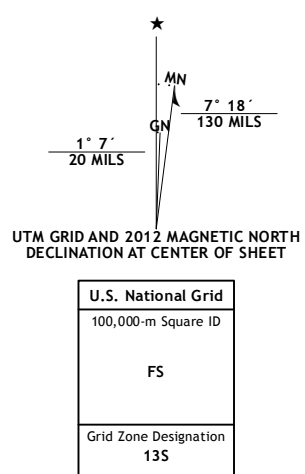 ★
MN
7° 18´
130 MILS
GN
1° 7´
20 MILS
UTM GRID AND 2012 MAGNETIC NORTH
DECLINATION AT CENTER OF SHEET
U.S. National Grid
100,000-m Square ID
FS
Grid Zone Designation
13S